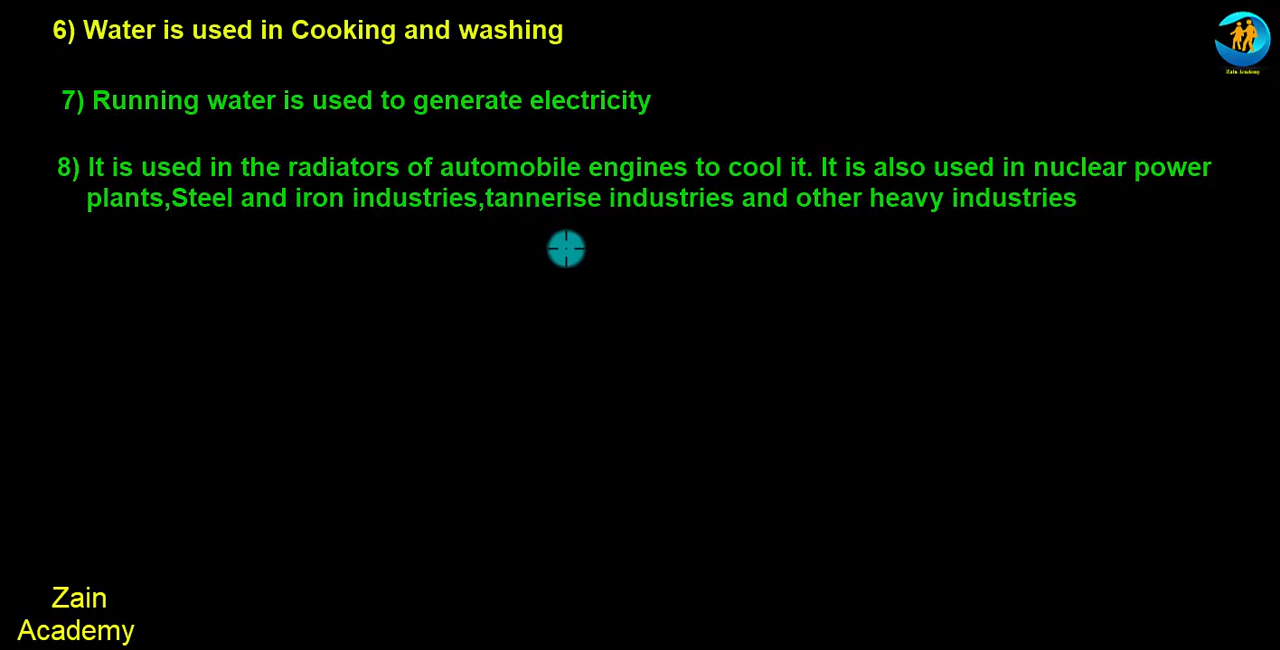 6) Water is used in Cooking and washing
7) Running water is used to generate electricity
8) It is used in the radiators of automobile engines to cool it. It is also used in nuclear power
plants,Steel and iron industries,tannerise industries and other heavy industries
Zain Academy
Zain
Academy